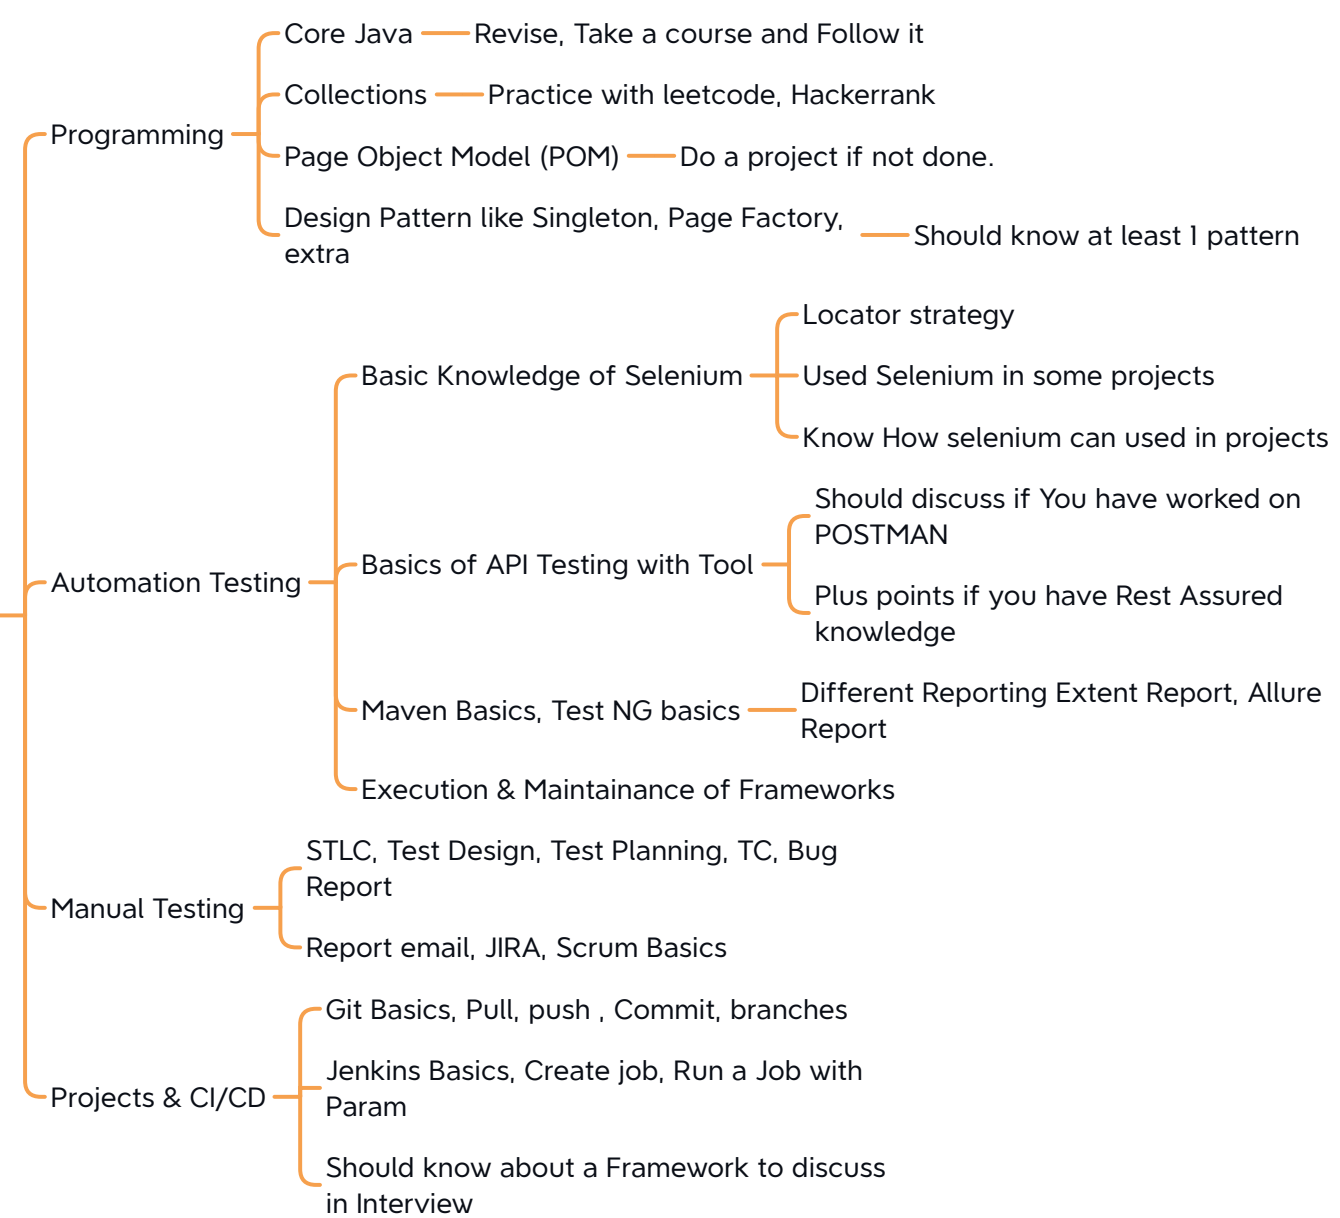 Core Java
Revise, Take a course and Follow it
Collections
Practice with leetcode, Hackerrank
Programming
Page Object Model (POM)
Do a project if not done.
Design Pattern like Singleton, Page Factory,
extra
Should know at least 1 pattern
Locator strategy
Basic Knowledge of Selenium
Used Selenium in some projects
Know How selenium can used in projects
Should discuss if You have worked on
POSTMAN
Automation Testing
Basics of API Testing with Tool
Plus points if you have Rest Assured
knowledge
Maven Basics, Test NG basics
Different Reporting Extent Report, Allure
Report
Execution & Maintainance of Frameworks
STLC, Test Design, Test Planning, TC, Bug
Report
Manual Testing
Report email, JIRA, Scrum Basics
Git Basics, Pull, push , Commit, branches
Jenkins Basics, Create job, Run a Job with
Param
Projects & CI/CD
Should know about a Framework to discuss
in Interview